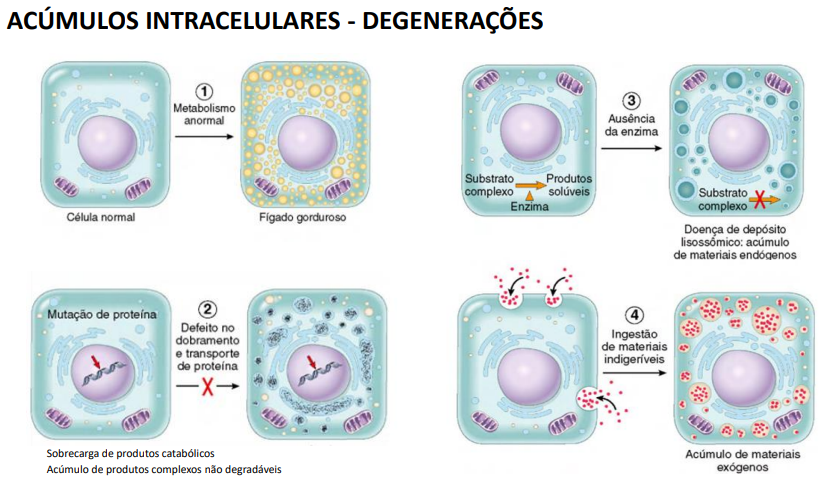 ACÚMULOS INTRACELULARES - DEGENERAÇÕES
1
Metabolismo
anormal
Célula normal
Fígado gorduroso
3
Ausência
da enzima
Substrato
complexo
Produtos
solúveis
Enzima
Substrato
complexo
Doença de depósito
lisossômico: acúmulo
de materiais endógenos
Mutação de proteína
2
Defeito no
dobramento
e transporte
de proteína
4
Ingestão
de materiais
indigeríveis
Acúmulo de materiais
exógenos
Sobrecarga de produtos catabólicos
Acúmulo de produtos complexos não degradáveis